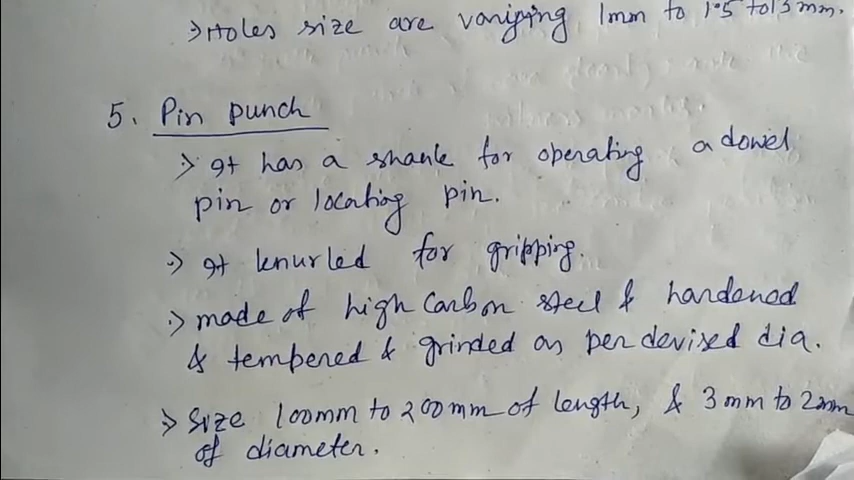 → Holes size are variying 1mm to 1.5 to 13 mm.
5. Pin punch
→ It has a shank for operating a dowel
pin or locating pin.
→ It knurled for gripping.
→ made of high carbon steel & hardened
& tempered & grinded as per devised dia.
→ Size 100mm to 200mm of length, & 3mm to 2mm
of diameter.